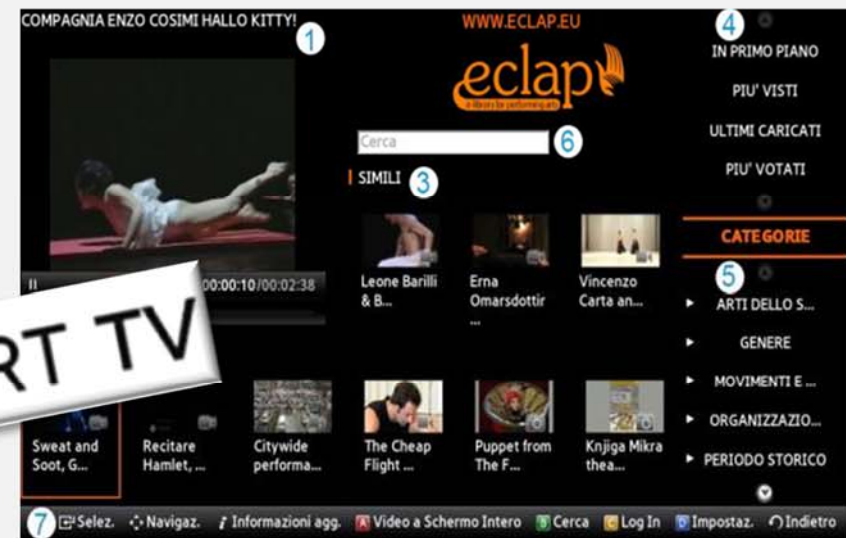 COMPAGNIA ENZO COSIMI HALLO KITTY!
1
WWW.ECLAP.EU
eclap
e-library for performing arts
Cerca
6
SIMILI
3
Leone Barilli
& B...
Erna
Omarsdottir
...
Vincenzo
Carta an...
00:00:10/00:02:38
RT TV
Sweat and
Soot, G...
Recitare
Hamlet, ...
Citywide
performa...
The Cheap
Flight ...
Puppet from
The F...
Knjiga Mikra
thea...
4
IN PRIMO PIANO
PIU' VISTI
ULTIMI CARICATI
PIU' VOTATI
CATEGORIE
5
ARTI DELLO S...
GENERE
MOVIMENTI E ...
ORGANIZZAZIO...
PERIODO STORICO
7 Selez. Navigaz. i Informazioni agg. A Video a Schermo Intero B Cerca C Log In D Impostaz. Indietro